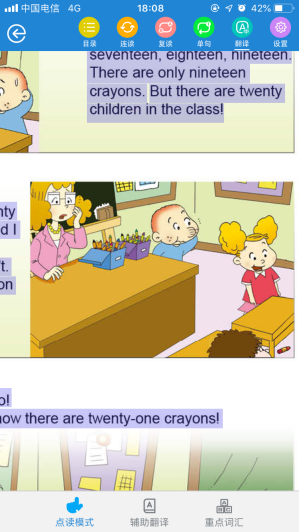 中国电信 4G 18:08 42%
目录 连读 复读 单句 翻译 设置
seventeen, eighteen, nineteen.
There are only nineteen
crayons. But there are twenty
children in the class!
nty
d I
t.
on
o!
now there are twenty-one crayons!
点读模式 辅助翻译 重点词汇